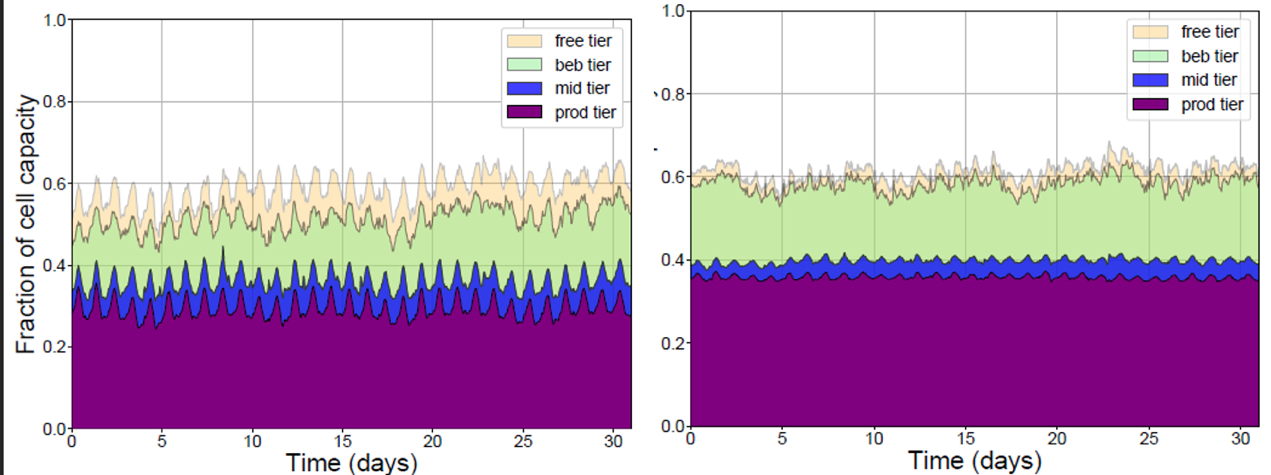 1.0
0.8
0.6
0.4
0.2
0.0
Fraction of cell capacity
free tier
beb tier
mid tier
prod tier
0 5 10 15 20 25 30
Time (days)
1.0
0.8
0.6
0.4
0.2
0.0
free tier
beb tier
mid tier
prod tier
0 5 10 15 20 25 30
Time (days)